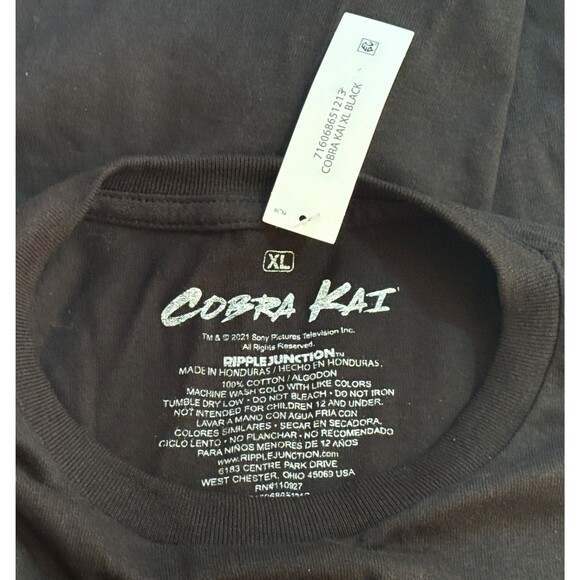 716068651213
COBRA KAI XL BLACK
XL
COBRA KAI
TM & © 2021 Sony Pictures Television Inc.
All Rights Reserved.
RIPPLE JUNCTION™
MADE IN HONDURAS / HECHO EN HONDURAS.
100% COTTON / ALGODON
MACHINE WASH COLD WITH LIKE COLORS
TUMBLE DRY LOW • DO NOT BLEACH • DO NOT IRON
NOT INTENDED FOR CHILDREN 12 AND UNDER.
LAVAR A MANO CON AGUA FRIA CON
COLORES SIMILARES • SECAR EN SECADORA,
CICLO LENTO • NO PLANCHAR • NO RECOMENDADO
PARA NIÑOS MENORES DE 12 AÑOS
www.RIPPLEJUNCTION.com
6183 CENTRE PARK DRIVE
WEST CHESTER, OHIO 45069 USA
RN#110927